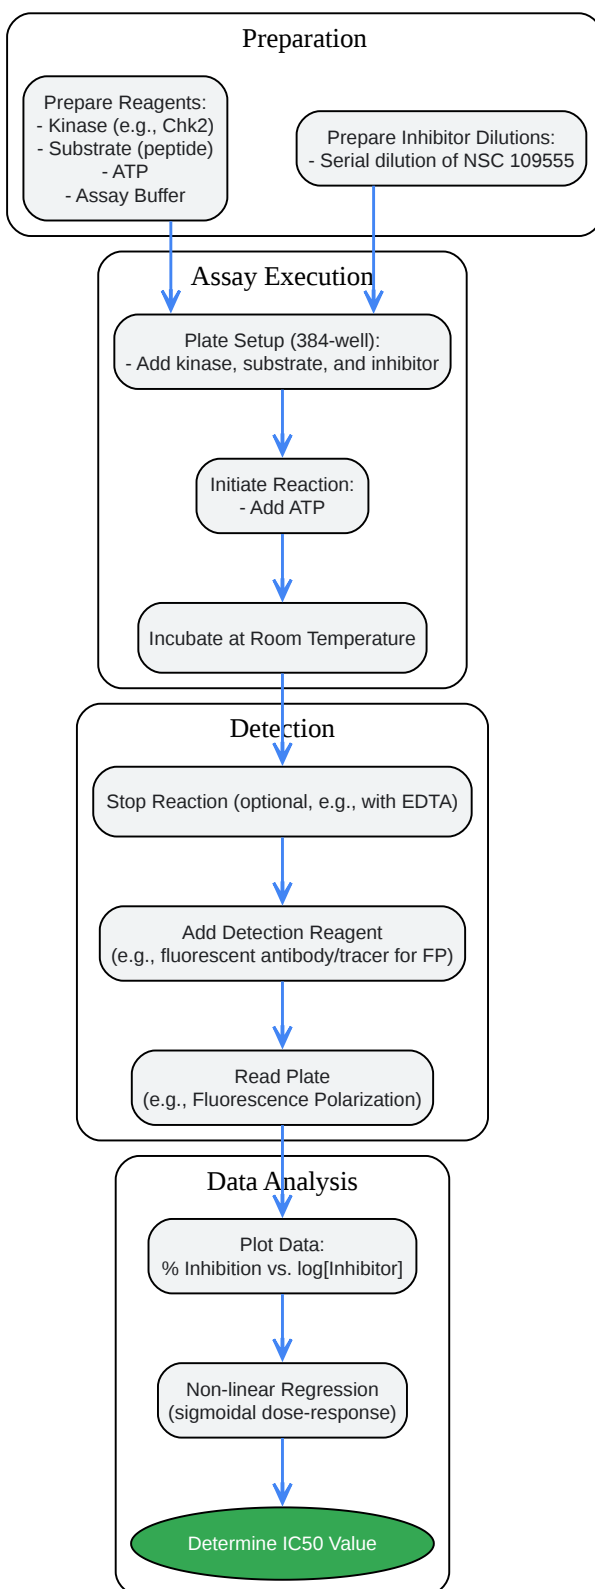 Preparation
Prepare Reagents:
- Kinase (e.g., Chk2)
- Substrate (peptide)
- ATP
- Assay Buffer
Prepare Inhibitor Dilutions:
- Serial dilution of NSC 109555
Assay Execution
Plate Setup (384-well):
- Add kinase, substrate, and inhibitor
Initiate Reaction:
- Add ATP
Incubate at Room Temperature
Detection
Stop Reaction (optional, e.g., with EDTA)
Add Detection Reagent
(e.g., fluorescent antibody/tracer for FP)
Read Plate
(e.g., Fluorescence Polarization)
Data Analysis
Plot Data:
% Inhibition vs. log[Inhibitor]
Non-linear Regression
(sigmoidal dose-response)
Determine IC50 Value